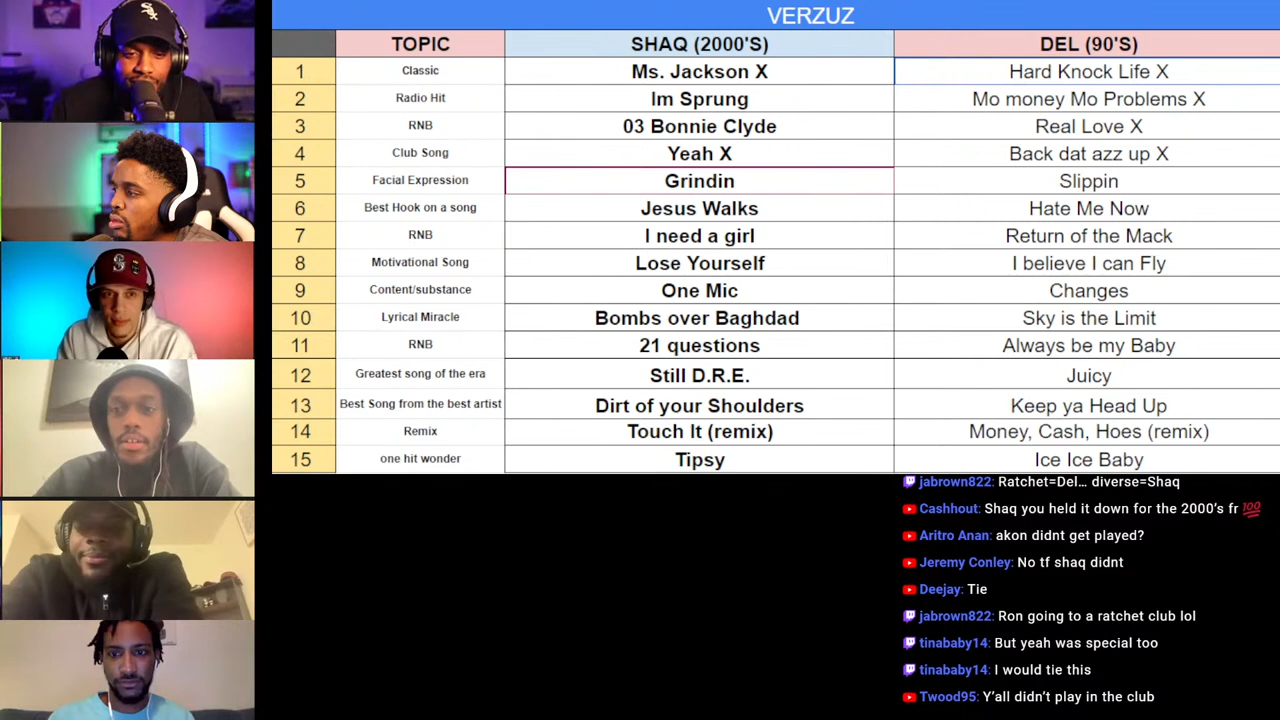 VERZUZ
TOPIC SHAQ (2000'S) DEL (90'S)
1 Classic Ms. Jackson X Hard Knock Life X
2 Radio Hit Im Sprung Mo money Mo Problems X
3 RNB 03 Bonnie Clyde Real Love X
4 Club Song Yeah X Back dat azz up X
5 Facial Expression Grindin Slippin
6 Best Hook on a song Jesus Walks Hate Me Now
7 RNB I need a girl Return of the Mack
8 Motivational Song Lose Yourself I believe I can Fly
9 Content/substance One Mic Changes
10 Lyrical Miracle Bombs over Baghdad Sky is the Limit
11 RNB 21 questions Always be my Baby
12 Greatest song of the era Still D.R.E. Juicy
13 Best Song from the best artist Dirt of your Shoulders Keep ya Head Up
14 Remix Touch It (remix) Money, Cash, Hoes (remix)
15 one hit wonder Tipsy Ice Ice Baby
jabrown822: Ratchet=Del... diverse=Shaq
Cashhout: Shaq you held it down for the 2000's fr 💯
Aritro Anan: akon didnt get played?
Jeremy Conley: No tf shaq didnt
Deejay: Tie
jabrown822: Ron going to a ratchet club lol
tinababy14: But yeah was special too
tinababy14: I would tie this
Twood95: Y'all didn't play in the club